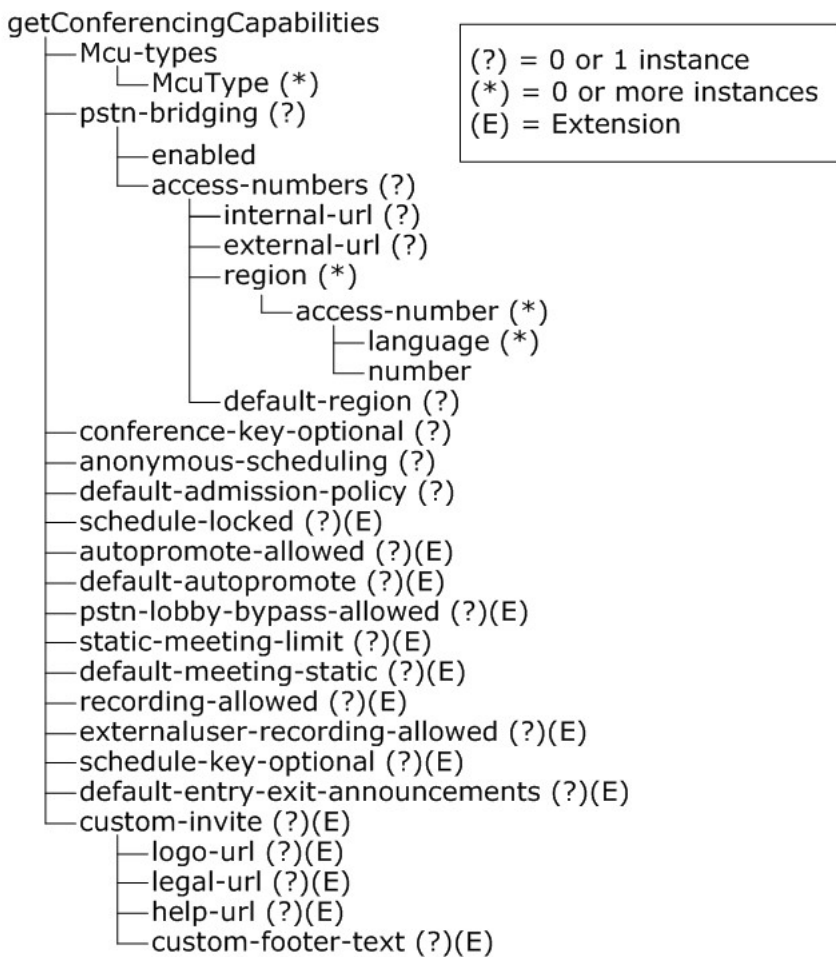 getConferencingCapabilities
Mcu-types
McuType (*)
pstn-bridging (?)
enabled
access-numbers (?)
internal-url (?)
external-url (?)
region (*)
access-number (*)
language (*)
number
default-region (?)
conference-key-optional (?)
anonymous-scheduling (?)
default-admission-policy (?)
schedule-locked (?)(E)
autopromote-allowed (?)(E)
default-autopromote (?)(E)
pstn-lobby-bypass-allowed (?)(E)
static-meeting-limit (?)(E)
default-meeting-static (?)(E)
recording-allowed (?)(E)
externaluser-recording-allowed (?)(E)
schedule-key-optional (?)(E)
default-entry-exit-announcements (?)(E)
custom-invite (?)(E)
logo-url (?)(E)
legal-url (?)(E)
help-url (?)(E)
custom-footer-text (?)(E)
(?) = 0 or 1 instance
(*) = 0 or more instances
(E) = Extension